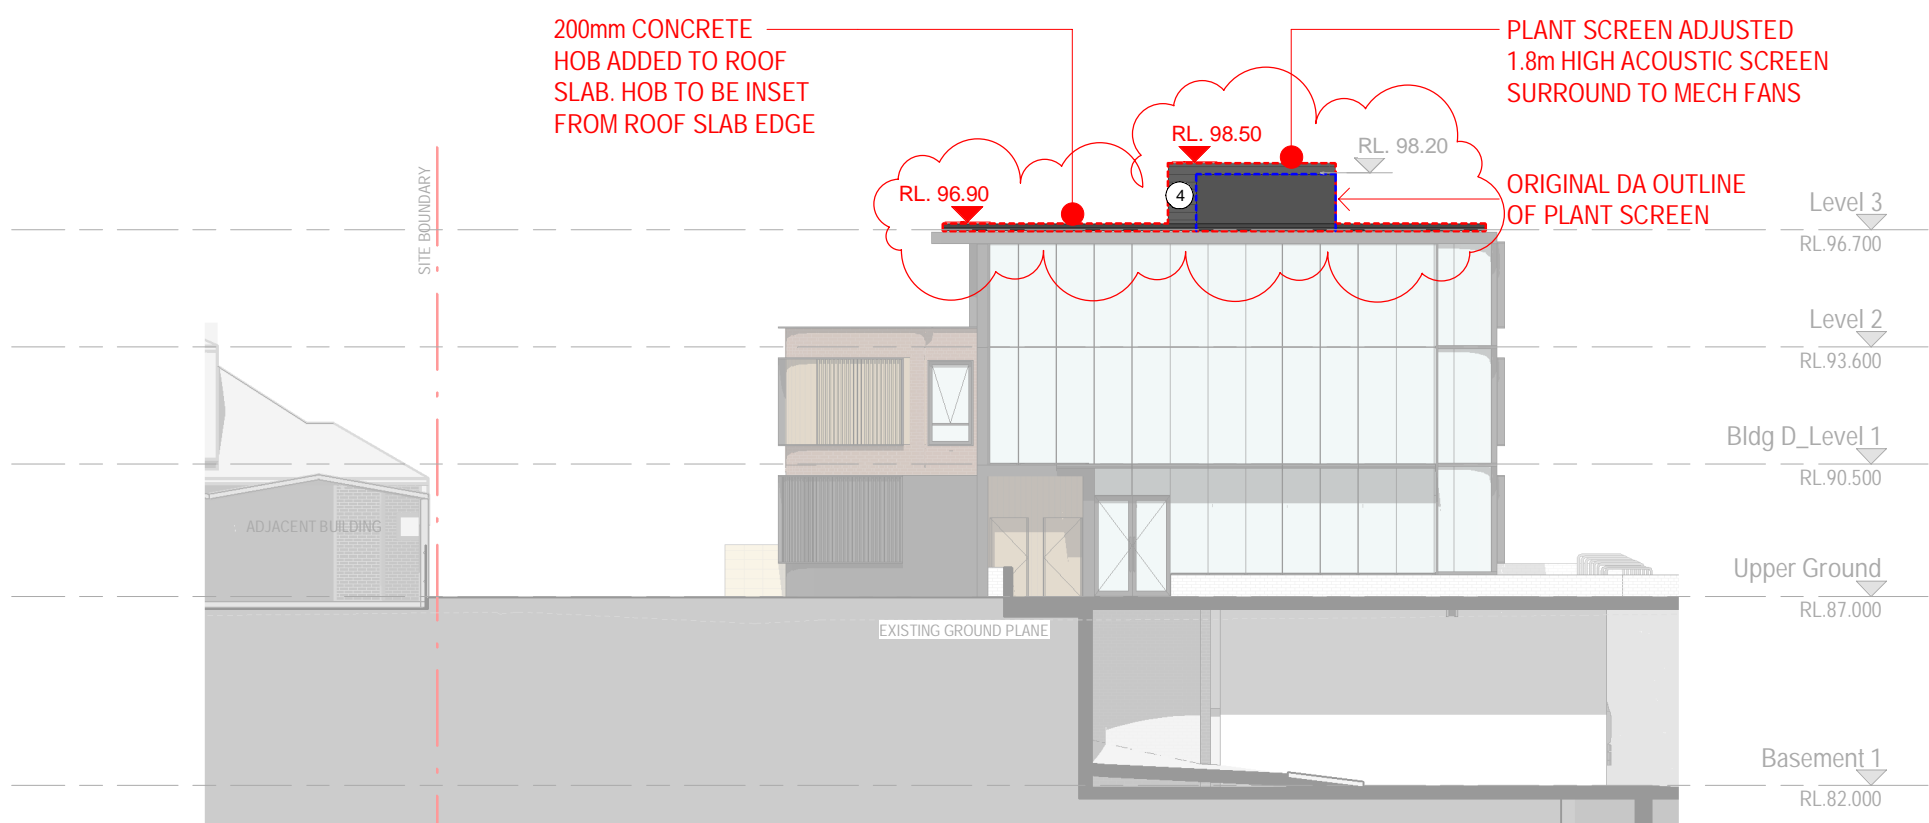 200mm CONCRETE
HOB ADDED TO ROOF
SLAB. HOB TO BE INSET
FROM ROOF SLAB EDGE
PLANT SCREEN ADJUSTED
1.8m HIGH ACOUSTIC SCREEN
SURROUND TO MECH FANS
RL. 98.50
RL. 98.20
RL. 96.90
4
ORIGINAL DA OUTLINE
OF PLANT SCREEN
SITE BOUNDARY
Level 3
RL.96.700
Level 2
RL.93.600
Bldg D_Level 1
RL.90.500
ADJACENT BUILDING
Upper Ground
RL.87.000
EXISTING GROUND PLANE
Basement 1
RL.82.000